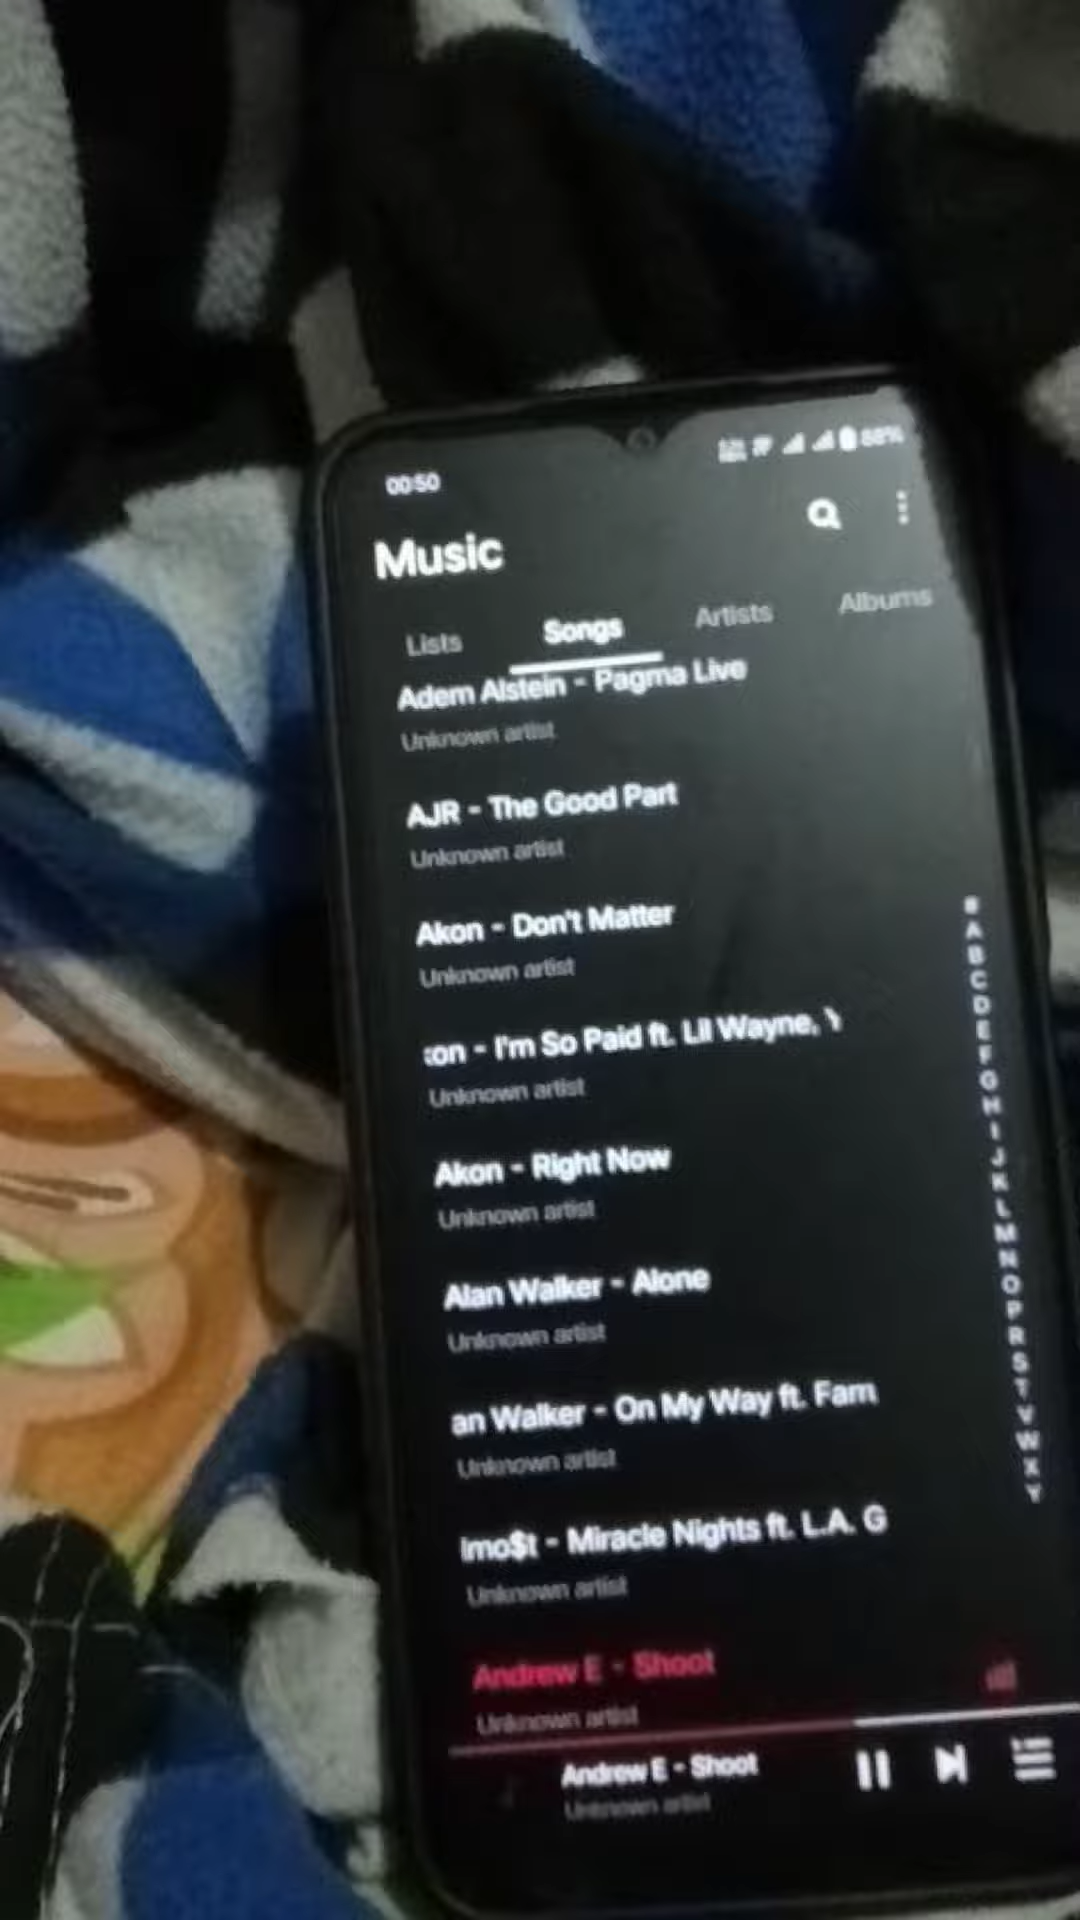 00:50
88%
Music
Lists Songs Artists Albums
Adem Alstein - Pagma Live
Unknown artist
AJR - The Good Part
Unknown artist
Akon - Don't Matter
Unknown artist
on - I'm So Paid ft. Lil Wayne,
Unknown artist
Akon - Right Now
Unknown artist
Alan Walker - Alone
Unknown artist
an Walker - On My Way ft. Farr
Unknown artist
lmo$t - Miracle Nights ft. L.A. G
Unknown artist
Andrew E - Shoot
Unknown artist
Andrew E - Shoot
Unknown artist
#
A
B
C
D
E
F
G
H
I
J
K
L
M
N
O
P
R
S
T
V
W
X
Y